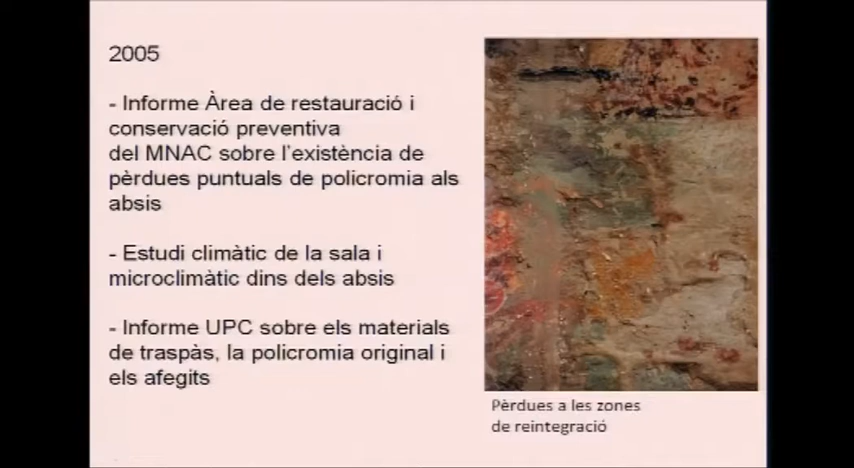 2005
- Informe Àrea de restauració i
conservació preventiva
del MNAC sobre l'existència de
pèrdues puntuals de policromia als
absis
- Estudi climàtic de la sala i
microclimàtic dins dels absis
- Informe UPC sobre els materials
de traspàs, la policromia original i
els afegits
Pèrdues a les zones
de reintegració